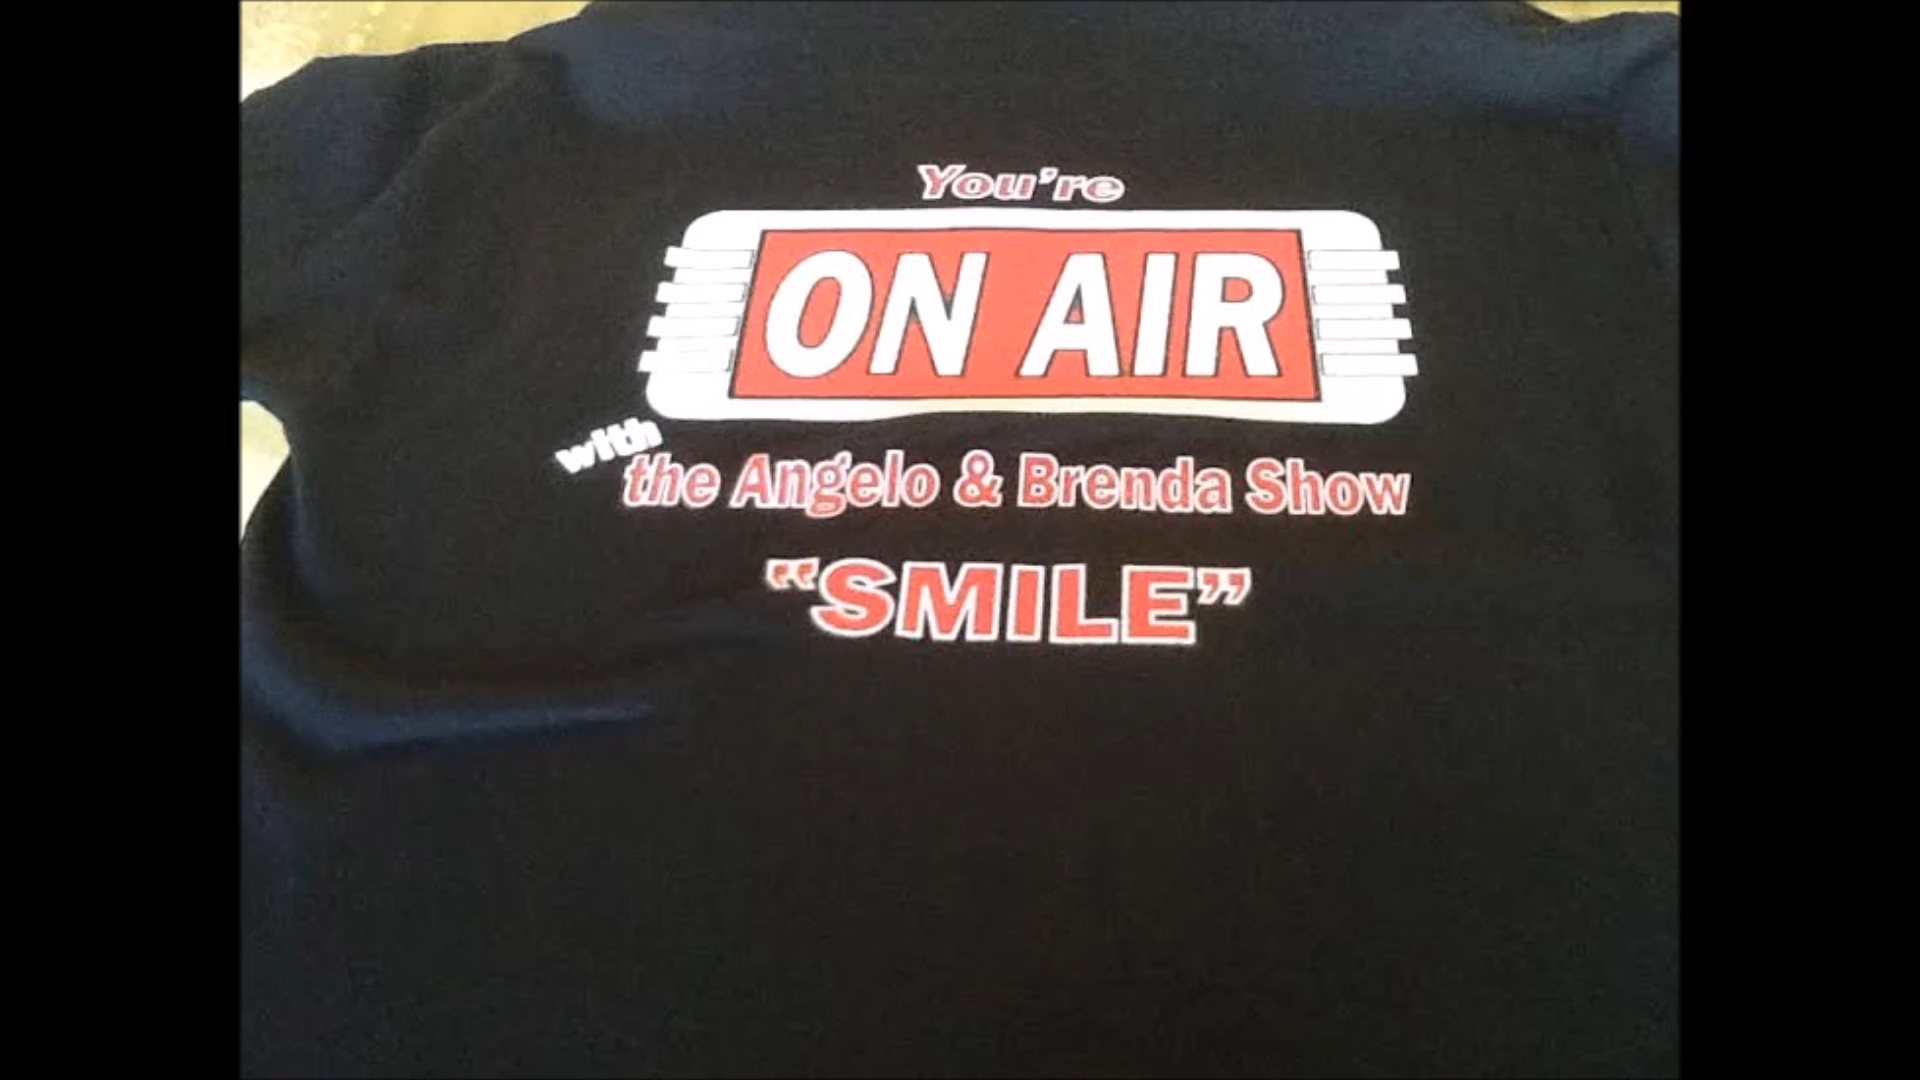 You're
ON AIR
with
the Angelo & Brenda Show
“SMILE”